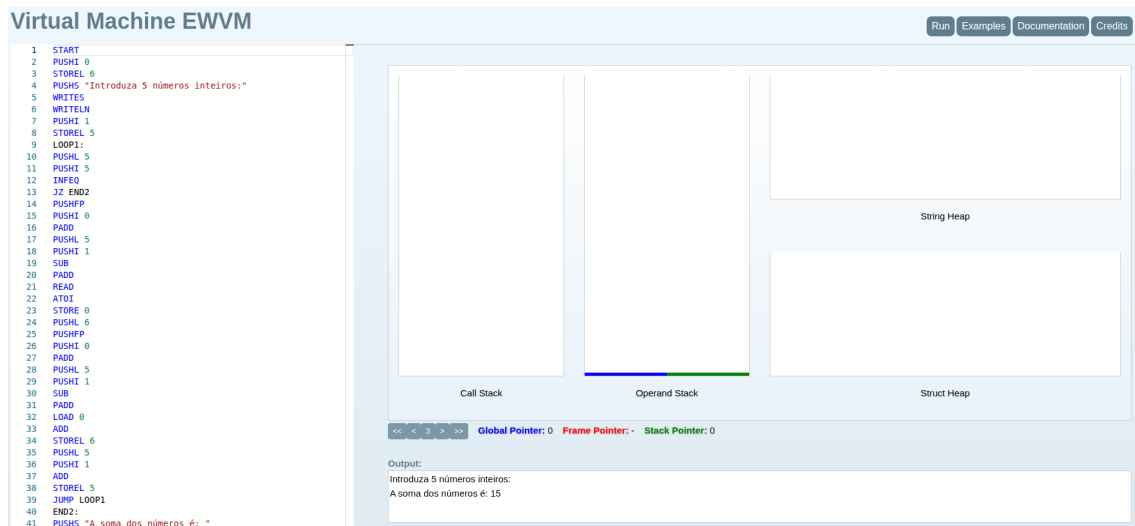 Virtual Machine EWVM
Run Examples Documentation Credits
1 START
2 PUSHI 0
3 STOREL 6
4 PUSHS "Introduza 5 números inteiros:"
5 WRITES
6 WRITELN
7 PUSHI 1
8 STOREL 5
9 LOOP1:
10 PUSHL 5
11 PUSHI 5
12 INFEQ
13 JZ END2
14 PUSHFP
15 PUSHI 0
16 PADD
17 PUSHL 5
18 PUSHI 1
19 SUB
20 PADD
21 READ
22 ATOI
23 STORE 0
24 PUSHL 6
25 PUSHFP
26 PUSHI 0
27 PADD
28 PUSHL 5
29 PUSHI 1
30 SUB
31 PADD
32 LOAD 0
33 ADD
34 STOREL 6
35 PUSHL 5
36 PUSHI 1
37 ADD
38 STOREL 5
39 JUMP LOOP1
40 END2:
41 PUSHS "A soma dos números é: "
String Heap
Call Stack
Operand Stack
Struct Heap
<< < 3 > >> Global Pointer: 0 Frame Pointer: - Stack Pointer: 0
Output:
Introduza 5 números inteiros:
A soma dos números é: 15